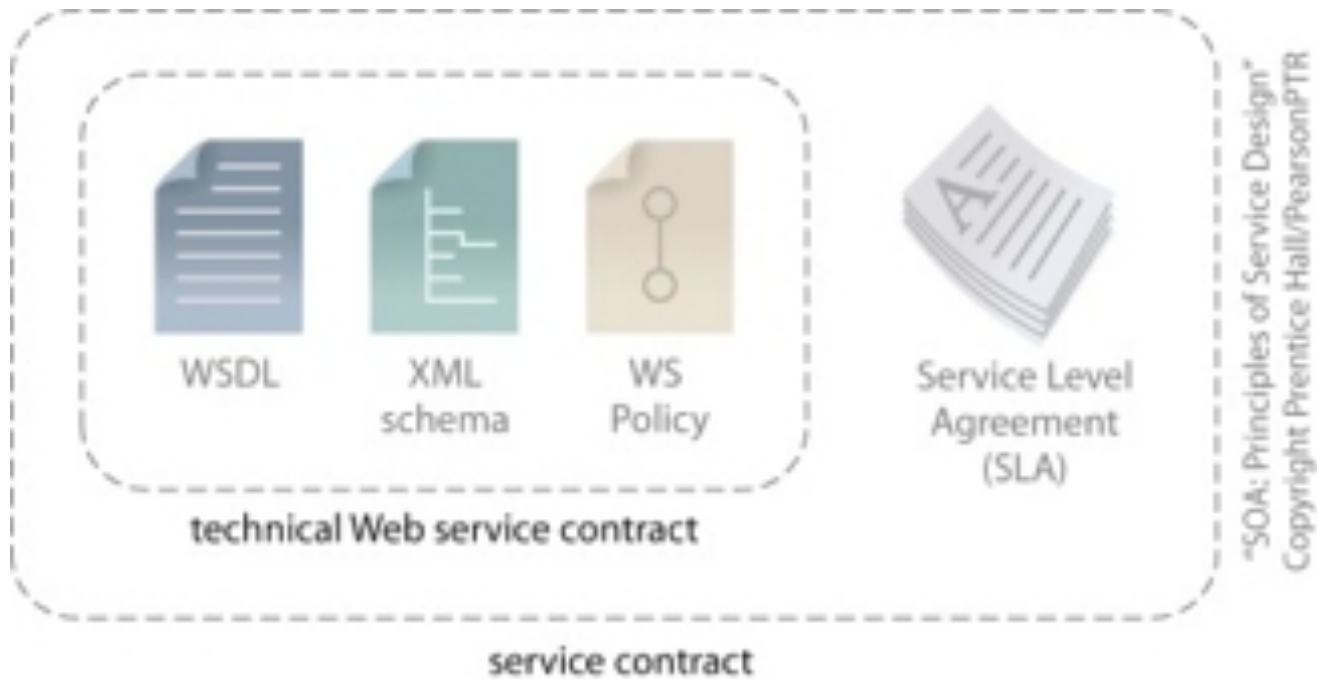 WSDL
XML
schema
WS
Policy
A
Service Level
Agreement
(SLA)
technical Web service contract
service contract
"SOA: Principles of Service Design"
Copyright Prentice Hall/PearsonPTR